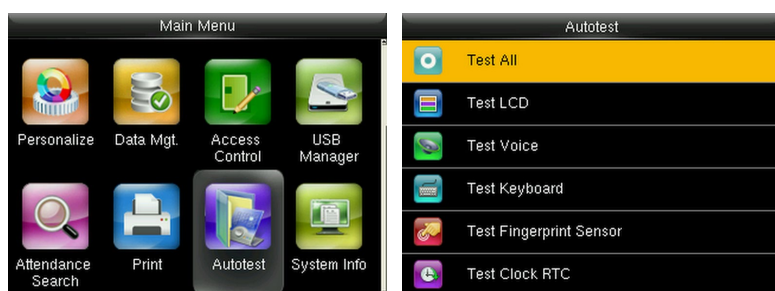 Main Menu
Personalize
Data Mgt.
Access
Control
USB
Manager
Attendance
Search
Print
Autotest
System Info
Autotest
Test All
Test LCD
Test Voice
Test Keyboard
Test Fingerprint Sensor
Test Clock RTC